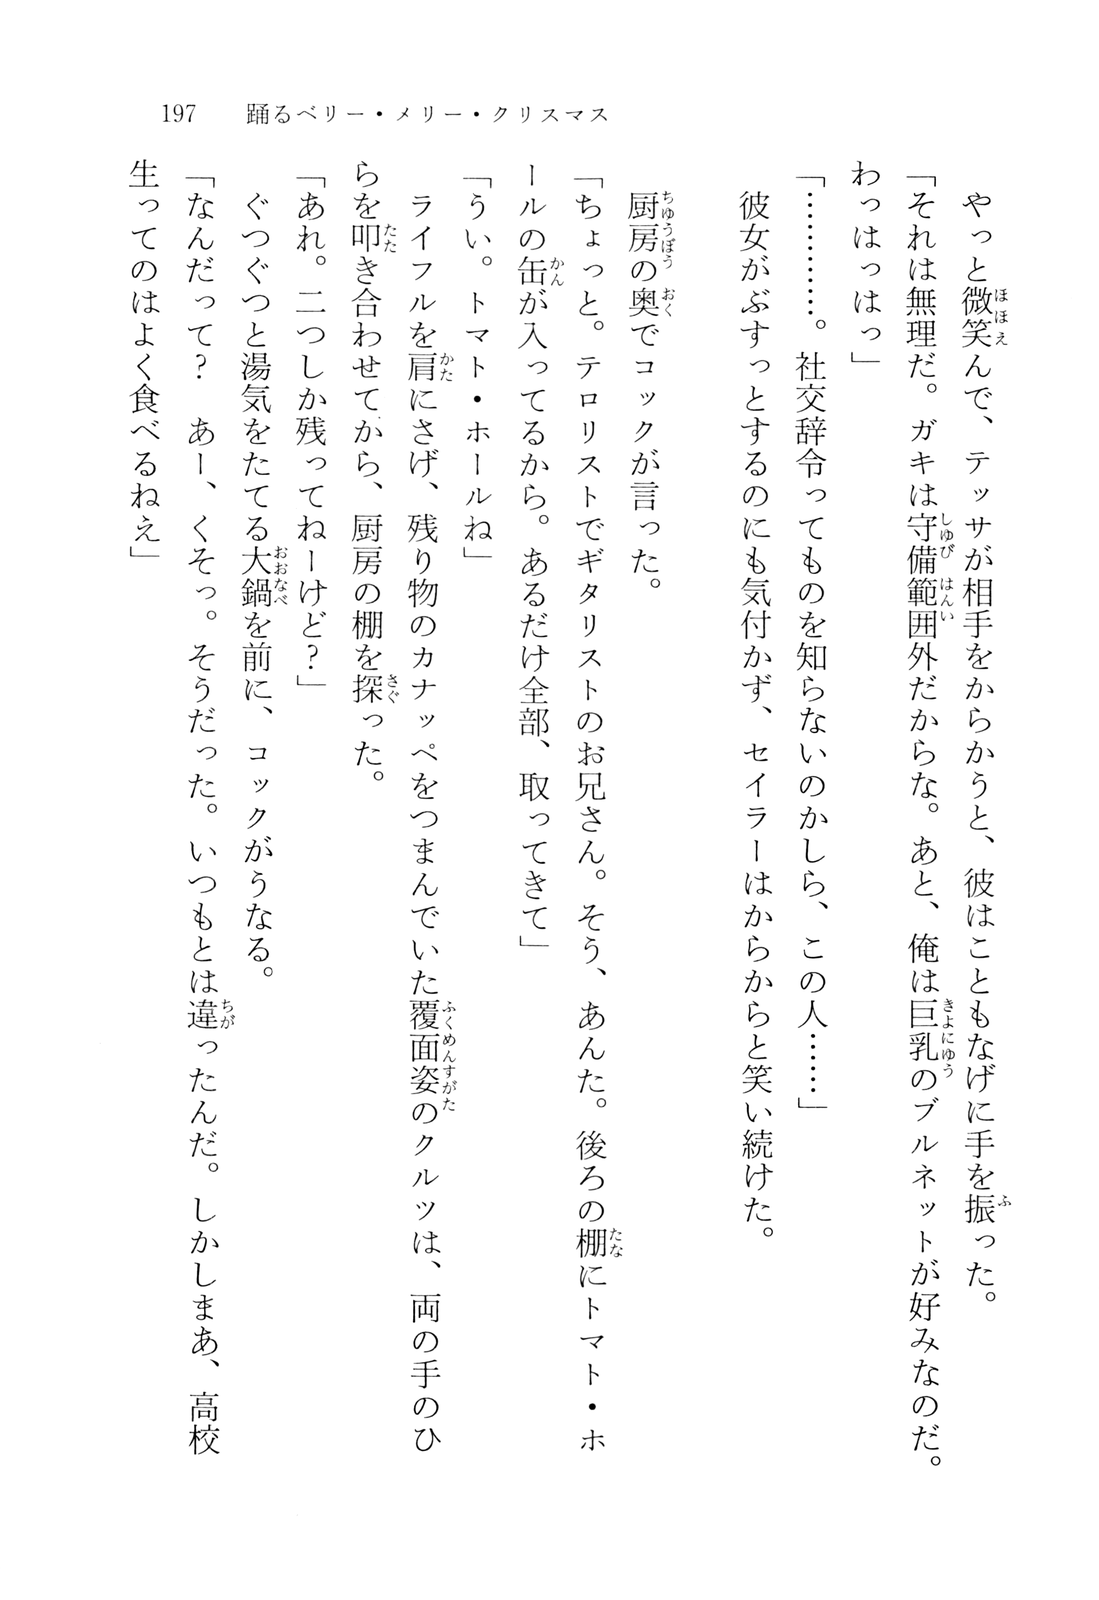 197　踊るベリー・メリー・クリスマス
　やっと微笑んで、テッサが相手をからかうと、彼はこともなげに手を振った。
「それは無理だ。ガキは守備範囲外だからな。あと、俺は巨乳のブルネットが好みなのだ。
わっはっはっ」
「…………。社交辞令ってものを知らないのかしら、この人……」
　彼女がぶすっとするのにも気付かず、セイラーはからからと笑い続けた。
　厨房の奥でコックが言った。
「ちょっと。テロリストでギタリストのお兄さん。そう、あんた。後ろの棚にトマト・ホ
ールの缶が入ってるから。あるだけ全部、取ってきて」
「うい。トマト・ホールね」
　ライフルを肩にさげ、残り物のカナッペをつまんでいた覆面姿のクルツは、両の手のひ
らを叩き合わせてから、厨房の棚を探った。
「あれ。二つしか残ってねーけど？」
　ぐつぐつと湯気をたてる大鍋を前に、コックがうなる。
「なんだって？　あー、くそっ。そうだった。いつもとは違ったんだ。しかしまあ、高校
生ってのはよく食べるねえ」